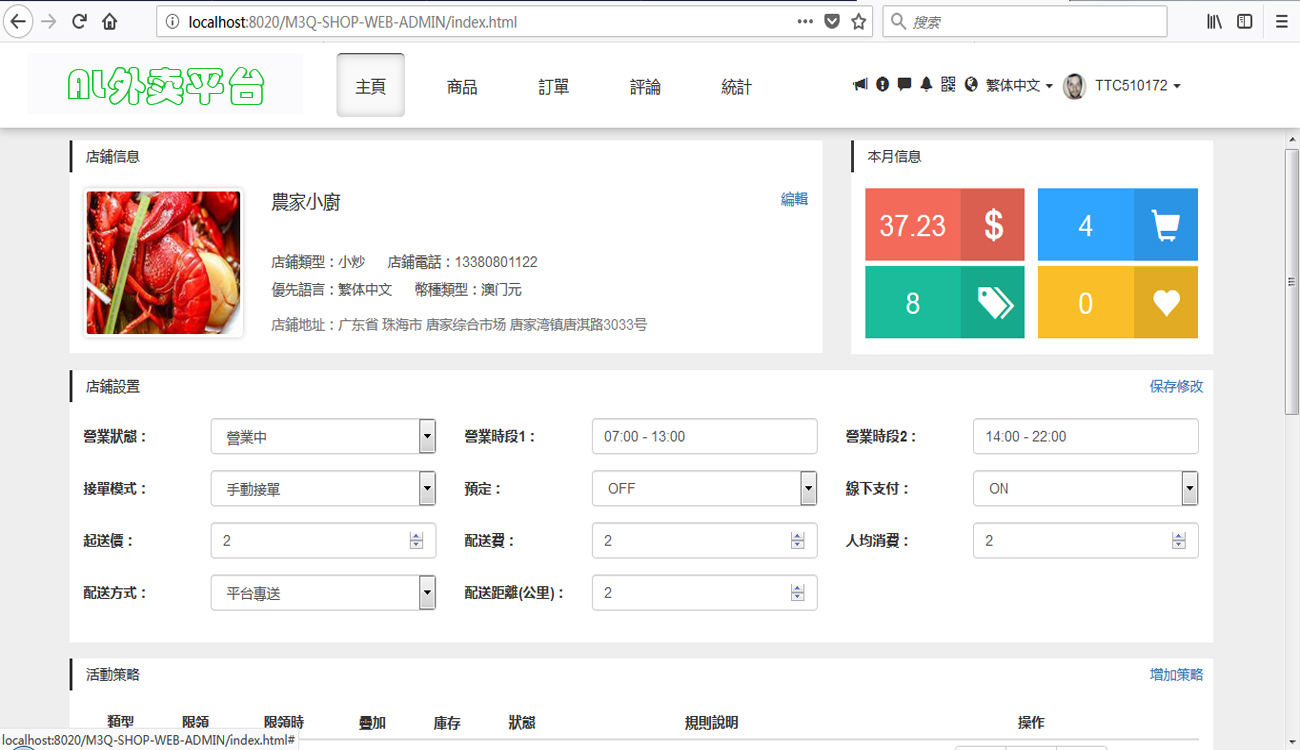 localhost:8020/M3Q-SHOP-WEB-ADMIN/index.html
搜索
AL外卖平台 主頁 商品 訂單 評論 統計 繁体中文 TTC510172
店鋪信息
農家小廚 編輯
店鋪類型：小炒 店鋪電話：13380801122
優先語言：繁体中文 幣種類型：澳门元
店鋪地址：广东省 珠海市 唐家综合市场 唐家湾镇唐淇路3033号
本月信息
37.23 $ 4
8 0
店鋪設置 保存修改
營業狀態： 營業中 營業時段1： 07:00 - 13:00 營業時段2： 14:00 - 22:00
接單模式： 手動接單 預定： OFF 線下支付： ON
起送價： 2 配送費： 2 人均消費： 2
配送方式： 平台專送 配送距離(公里)： 2
活動策略 增加策略
類型 限領 限領時 疊加 庫存 狀態 規則說明 操作
localhost:8020/M3Q-SHOP-WEB-ADMIN/index.html#